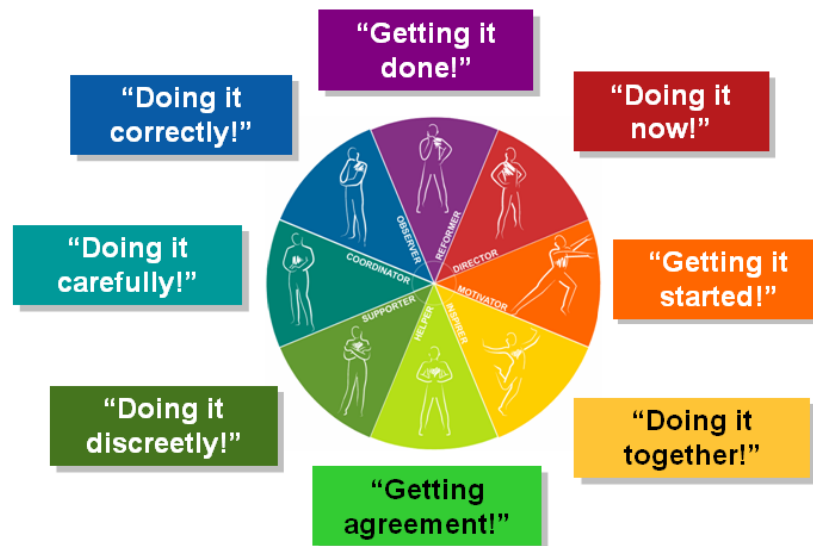 “Getting it
done!”
“Doing it
correctly!”
“Doing it
now!”
OBSERVER
REFORMER
DIRECTOR
COORDINATOR
MOTIVATOR
SUPPORTER
HELPER
INSPIRER
“Doing it
carefully!”
“Getting it
started!”
“Doing it
discreetly!”
“Doing it
together!”
“Getting
agreement!”